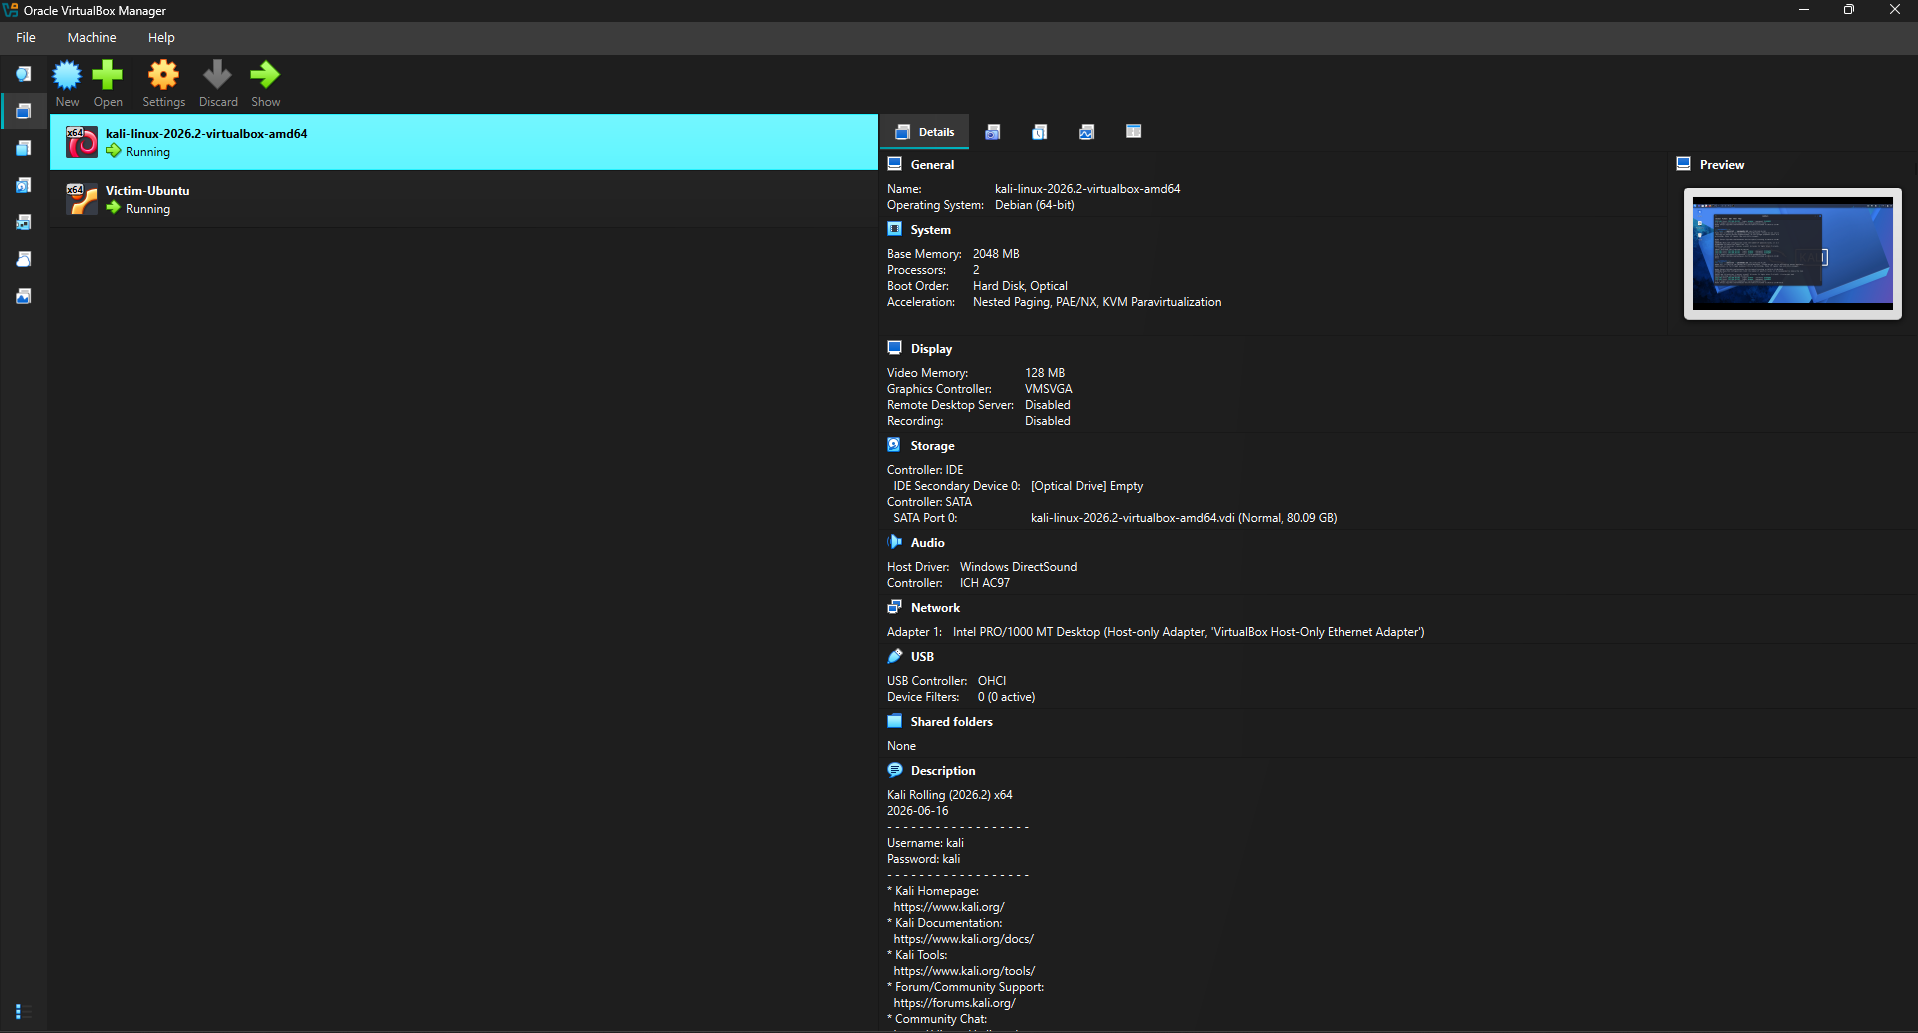 Oracle VirtualBox Manager
File Machine Help
New Open Settings Discard Show
x64 kali-linux-2026.2-virtualbox-amd64
Running
x64 Victim-Ubuntu
Running
Details
General
Name: kali-linux-2026.2-virtualbox-amd64
Operating System: Debian (64-bit)
System
Base Memory: 2048 MB
Processors: 2
Boot Order: Hard Disk, Optical
Acceleration: Nested Paging, PAE/NX, KVM Paravirtualization
Preview
KALI
Display
Video Memory: 128 MB
Graphics Controller: VMSVGA
Remote Desktop Server: Disabled
Recording: Disabled
Storage
Controller: IDE
IDE Secondary Device 0: [Optical Drive] Empty
Controller: SATA
SATA Port 0: kali-linux-2026.2-virtualbox-amd64.vdi (Normal, 80.09 GB)
Audio
Host Driver: Windows DirectSound
Controller: ICH AC97
Network
Adapter 1: Intel PRO/1000 MT Desktop (Host-only Adapter, 'VirtualBox Host-Only Ethernet Adapter')
USB
USB Controller: OHCI
Device Filters: 0 (0 active)
Shared folders
None
Description
Kali Rolling (2026.2) x64
2026-06-16
- - - - - - - - - - - - - - - - - -
Username: kali
Password: kali
- - - - - - - - - - - - - - - - - -
* Kali Homepage:
https://www.kali.org/
* Kali Documentation:
https://www.kali.org/docs/
* Kali Tools:
https://www.kali.org/tools/
* Forum/Community Support:
https://forums.kali.org/
* Community Chat: